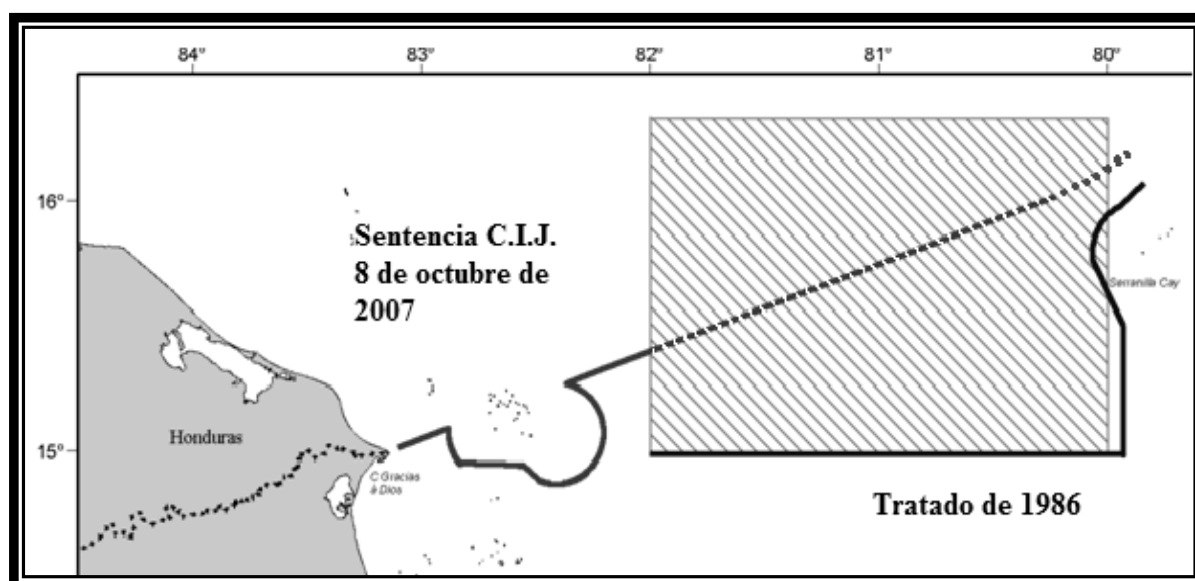 84° 83° 82° 81° 80°
16°
Sentencia C.I.J.
8 de octubre de
2007
Serranilla Cay
Honduras
15°
C Gracias
à Dios
Tratado de 1986